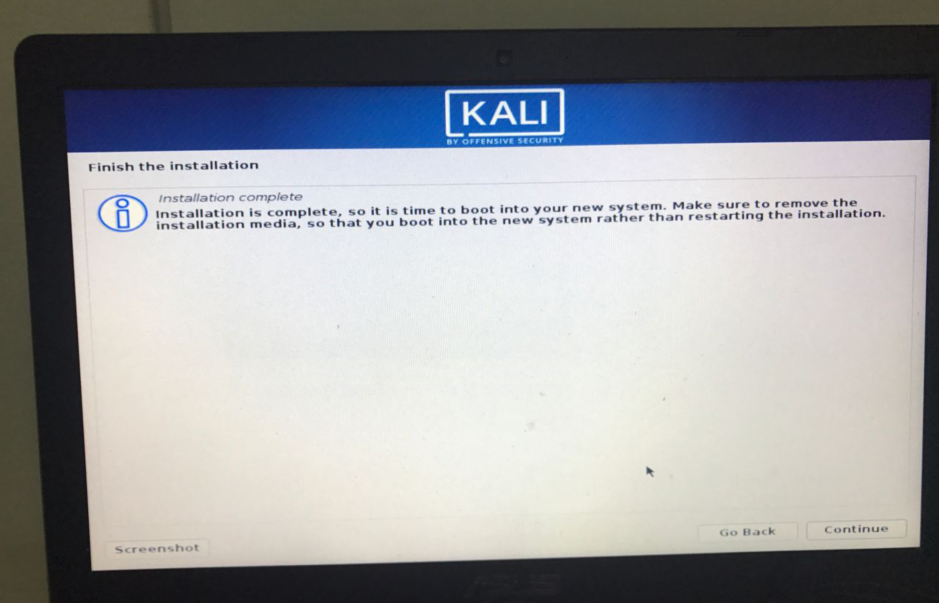 KALI
BY OFFENSIVE SECURITY
Finish the installation
Installation complete
Installation is complete, so it is time to boot into your new system. Make sure to remove the
installation media, so that you boot into the new system rather than restarting the installation.
Screenshot
Go Back
Continue
ASUS